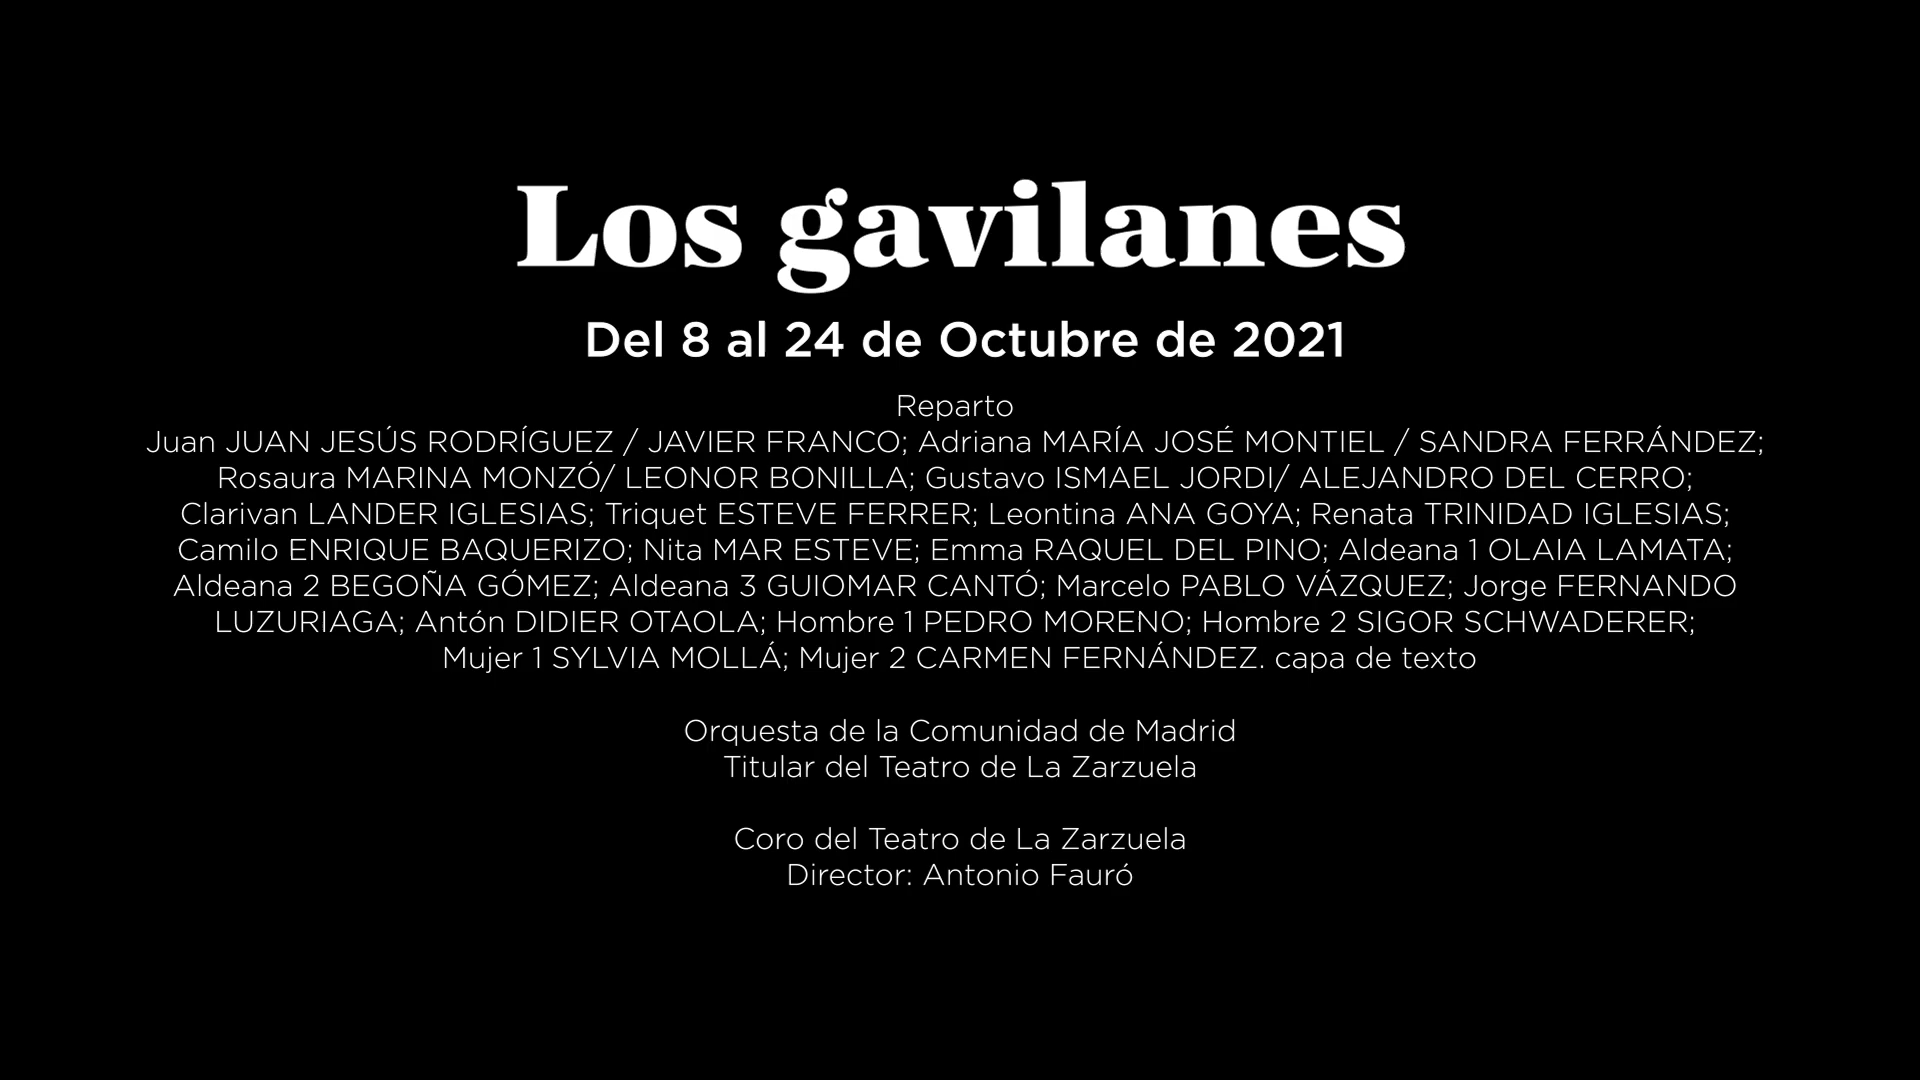 Los gavilanes
Del 8 al 24 de Octubre de 2021
Reparto
Juan JUAN JESÚS RODRÍGUEZ / JAVIER FRANCO; Adriana MARÍA JOSÉ MONTIEL / SANDRA FERRÁNDEZ;
Rosaura MARINA MONZÓ/ LEONOR BONILLA; Gustavo ISMAEL JORDI/ ALEJANDRO DEL CERRO;
Clarivan LANDER IGLESIAS; Triquet ESTEVE FERRER; Leontina ANA GOYA; Renata TRINIDAD IGLESIAS;
Camilo ENRIQUE BAQUERIZO; Nita MAR ESTEVE; Emma RAQUEL DEL PINO; Aldeana 1 OLAIA LAMATA;
Aldeana 2 BEGOÑA GÓMEZ; Aldeana 3 GUIOMAR CANTÓ; Marcelo PABLO VÁZQUEZ; Jorge FERNANDO
LUZURIAGA; Antón DIDIER OTAOLA; Hombre 1 PEDRO MORENO; Hombre 2 SIGOR SCHWADERER;
Mujer 1 SYLVIA MOLLÁ; Mujer 2 CARMEN FERNÁNDEZ. capa de texto
Orquesta de la Comunidad de Madrid
Titular del Teatro de La Zarzuela
Coro del Teatro de La Zarzuela
Director: Antonio Fauró